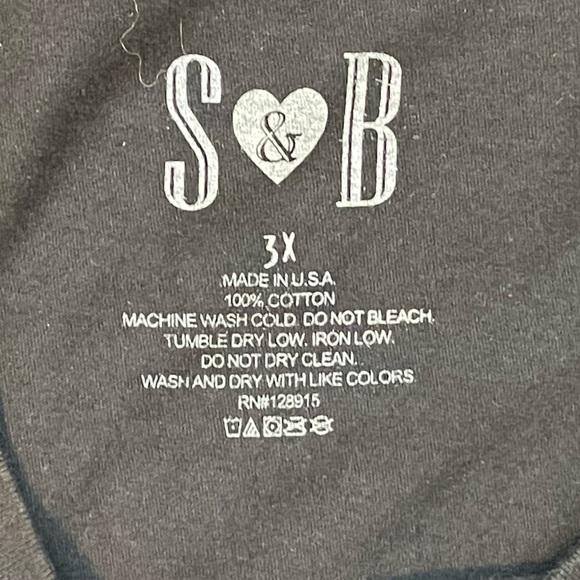 S & B
3X
MADE IN U.S.A.
100% COTTON
MACHINE WASH COLD. DO NOT BLEACH.
TUMBLE DRY LOW. IRON LOW.
DO NOT DRY CLEAN.
WASH AND DRY WITH LIKE COLORS.
RN#128915